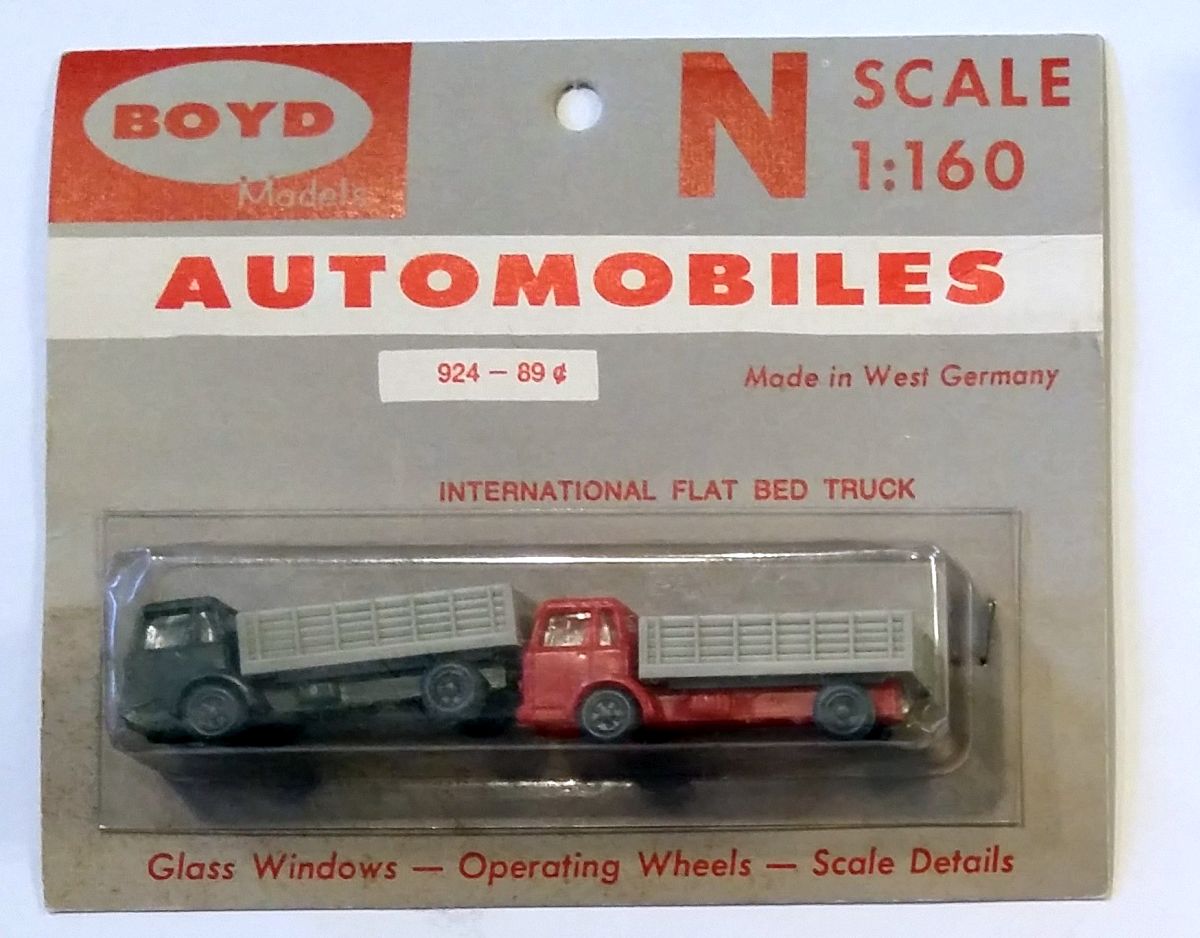 BOYD
Models
N SCALE
1:160
AUTOMOBILES
924 — 89 ¢
Made in West Germany
INTERNATIONAL FLAT BED TRUCK
Glass Windows — Operating Wheels — Scale Details